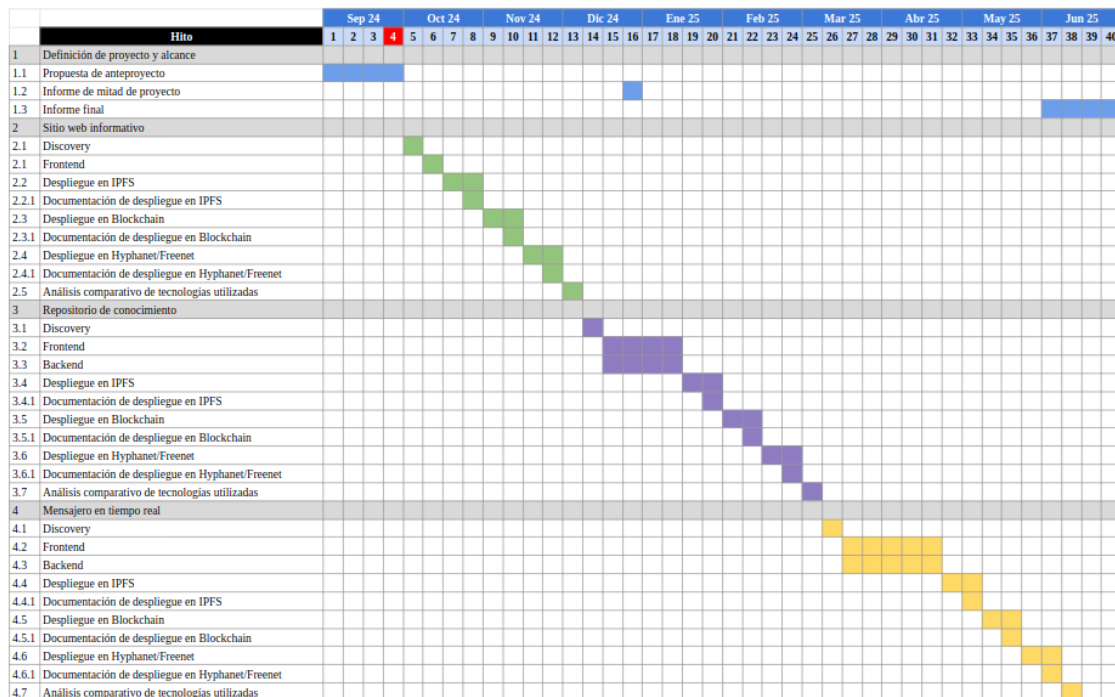 Sep 24 Oct 24 Nov 24 Dic 24 Ene 25 Feb 25 Mar 25 Abr 25 May 25 Jun 25
Hito 1 2 3 4 5 6 7 8 9 10 11 12 13 14 15 16 17 18 19 20 21 22 23 24 25 26 27 28 29 30 31 32 33 34 35 36 37 38 39 40
1 Definición de proyecto y alcance
1.1 Propuesta de anteproyecto
1.2 Informe de mitad de proyecto
1.3 Informe final
2 Sitio web informativo
2.1 Discovery
2.1 Frontend
2.2 Despliegue en IPFS
2.2.1 Documentación de despliegue en IPFS
2.3 Despliegue en Blockchain
2.3.1 Documentación de despliegue en Blockchain
2.4 Despliegue en Hyphanet/Freenet
2.4.1 Documentación de despliegue en Hyphanet/Freenet
2.5 Análisis comparativo de tecnologías utilizadas
3 Repositorio de conocimiento
3.1 Discovery
3.2 Frontend
3.3 Backend
3.4 Despliegue en IPFS
3.4.1 Documentación de despliegue en IPFS
3.5 Despliegue en Blockchain
3.5.1 Documentación de despliegue en Blockchain
3.6 Despliegue en Hyphanet/Freenet
3.6.1 Documentación de despliegue en Hyphanet/Freenet
3.7 Análisis comparativo de tecnologías utilizadas
4 Mensajero en tiempo real
4.1 Discovery
4.2 Frontend
4.3 Backend
4.4 Despliegue en IPFS
4.4.1 Documentación de despliegue en IPFS
4.5 Despliegue en Blockchain
4.5.1 Documentación de despliegue en Blockchain
4.6 Despliegue en Hyphanet/Freenet
4.6.1 Documentación de despliegue en Hyphanet/Freenet
4.7 Análisis comparativo de tecnologías utilizadas